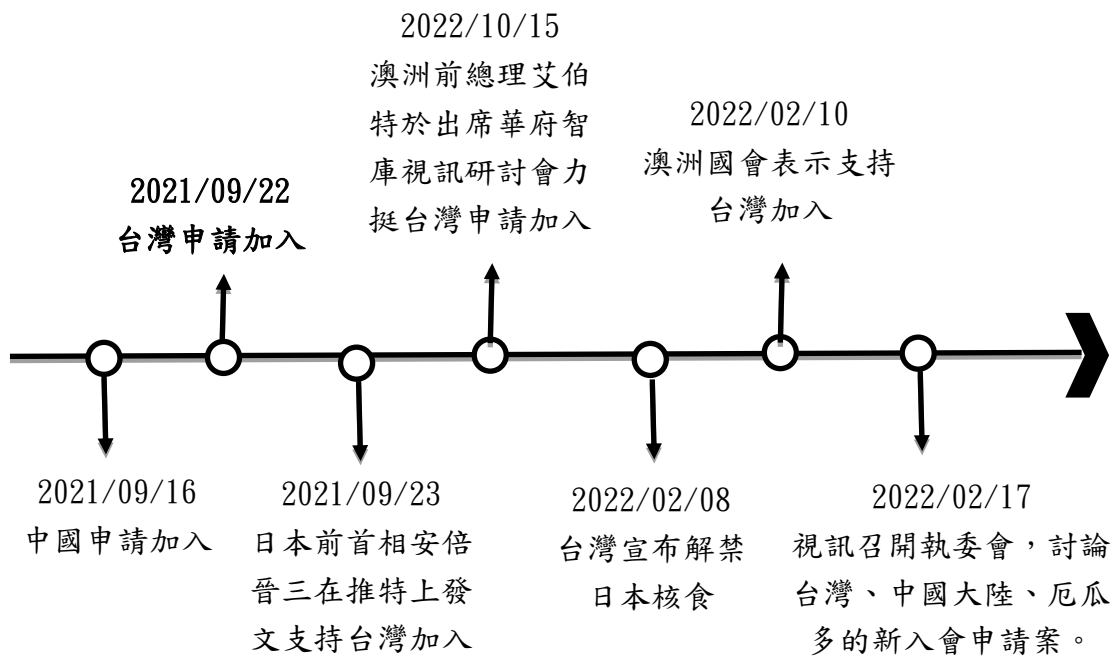 2022/10/15
澳洲前總理艾伯
特於出席華府智
庫視訊研討會力
挺台灣申請加入
2022/02/10
澳洲國會表示支持
台灣加入
2021/09/22
台灣申請加入
2021/09/16
中國申請加入
2021/09/23
日本前首相安倍
晉三在推特上發
文支持台灣加入
2022/02/08
台灣宣布解禁
日本核食
2022/02/17
視訊召開執委會，討論
台灣、中國大陸、厄瓜
多的新入會申請案。